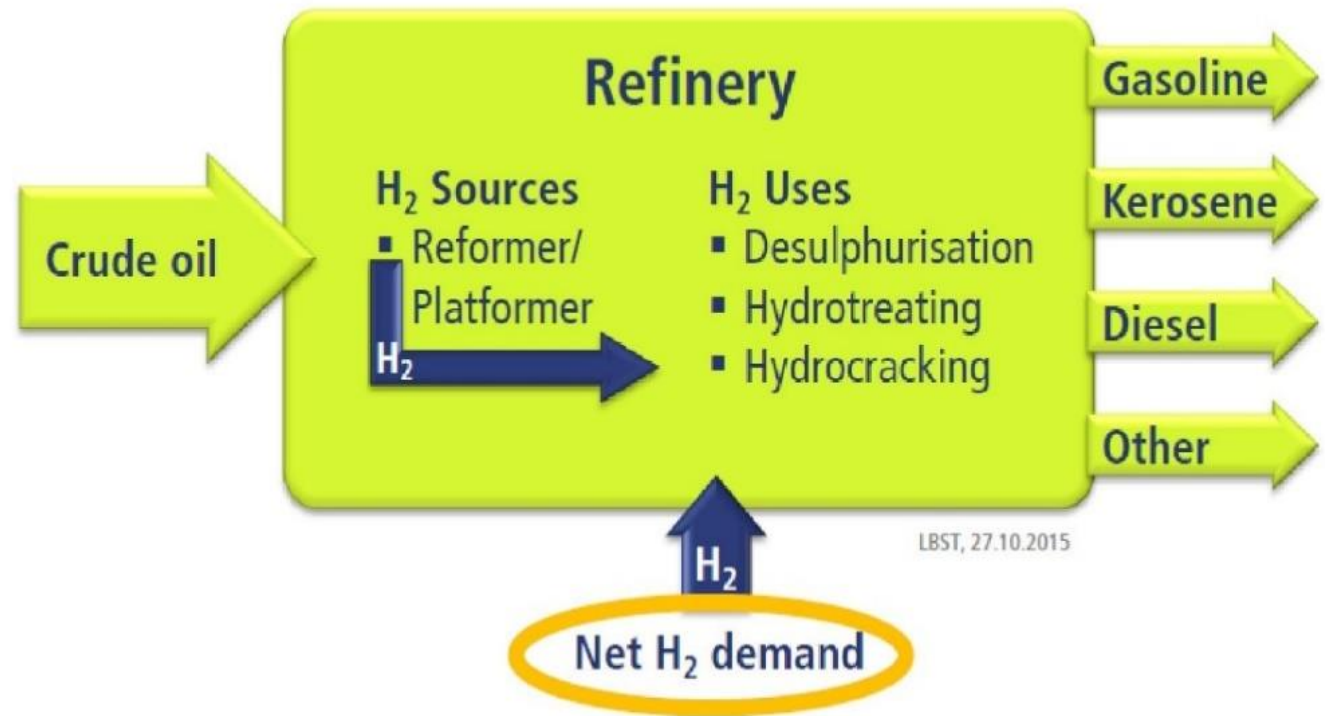 Refinery
Crude oil
H₂ Sources
▪ Reformer/
Platformer
H₂
H₂ Uses
▪ Desulphurisation
▪ Hydrotreating
▪ Hydrocracking
Gasoline
Kerosene
Diesel
Other
LBST, 27.10.2015
H₂
Net H₂ demand